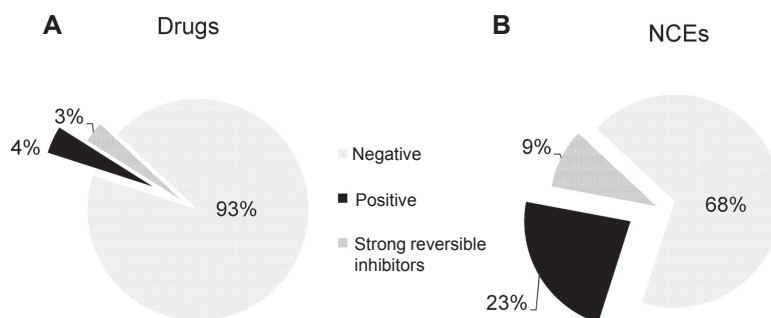 A
Drugs
3%
4%
93%
Negative
Positive
Strong reversible
inhibitors
B
NCEs
9%
68%
23%